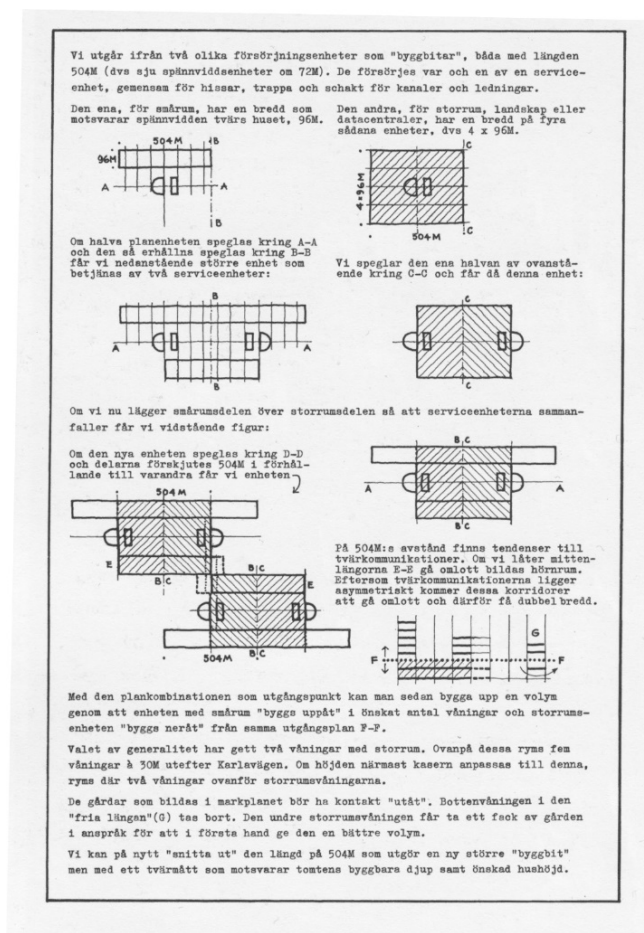 Vi utgår ifrån två olika försörjningsenheter som "byggbitar", båda med längden
504M (dvs sju spännviddsenheter om 72M). De försörjes var och en av en service-
enhet, gemensam för hissar, trappa och schakt för kanaler och ledningar.
Den ena, för smårum, har en bredd som
motsvarar spännvidden tvärs huset, 96M.
Den andra, för storrum, landskap eller
datacentraler, har en bredd på fyra
sådana enheter, dvs 4 x 96M.
504M
B
96M
A
A
B
C
4×96M
504M
C
Om halva planenheten speglas kring A-A
och den så erhållna speglas kring B-B
får vi nedanstående större enhet som
betjänas av två serviceenheter:
Vi speglar den ena halvan av ovanstå-
ende kring C-C och får då denna enhet:
B
A
A
B
C
C
Om vi nu lägger smårumsdelen över storrumsdelen så att serviceenheterna samman-
faller får vi vidstående figur:
Om den nya enheten speglas kring D-D
och delarna förskjutes 504M i förhål-
lande till varandra får vi enheten
504M
E
B C
B C
E
504M
B C
B C
A
A
B C
På 504M:s avstånd finns tendenser till
tvärkommunikationer. Om vi låter mitten-
längorna E-E gå omlott bildas hörnrum.
Eftersom tvärkommunikationerna ligger
asymmetriskt kommer dessa korridorer
att gå omlott och därför få dubbel bredd.
G
F
F
Med den plankombinationen som utgångspunkt kan man sedan bygga upp en volym
genom att enheten med smårum "byggs uppåt" i önskat antal våningar och storrums-
enheten "byggs neråt" från samma utgångsplan F-F.
Valet av generalitet har gett två våningar med storrum. Ovanpå dessa ryms fem
våningar à 30M utefter Karlavägen. Om höjden närmast kasern anpassas till denna,
ryms där två våningar ovanför storrumsvåningarna.
De gårdar som bildas i markplanet bör ha kontakt "utåt". Bottenvåningen i den
"fria längan"(G) tas bort. Den undre storrumsvåningen får ta ett fack av gården
i anspråk för att i första hand ge den en bättre volym.
Vi kan på nytt "snitta ut" den längd på 504M som utgör en ny större "byggbit"
men med ett tvärmått som motsvarar tomtens byggbara djup samt önskad hushöjd.